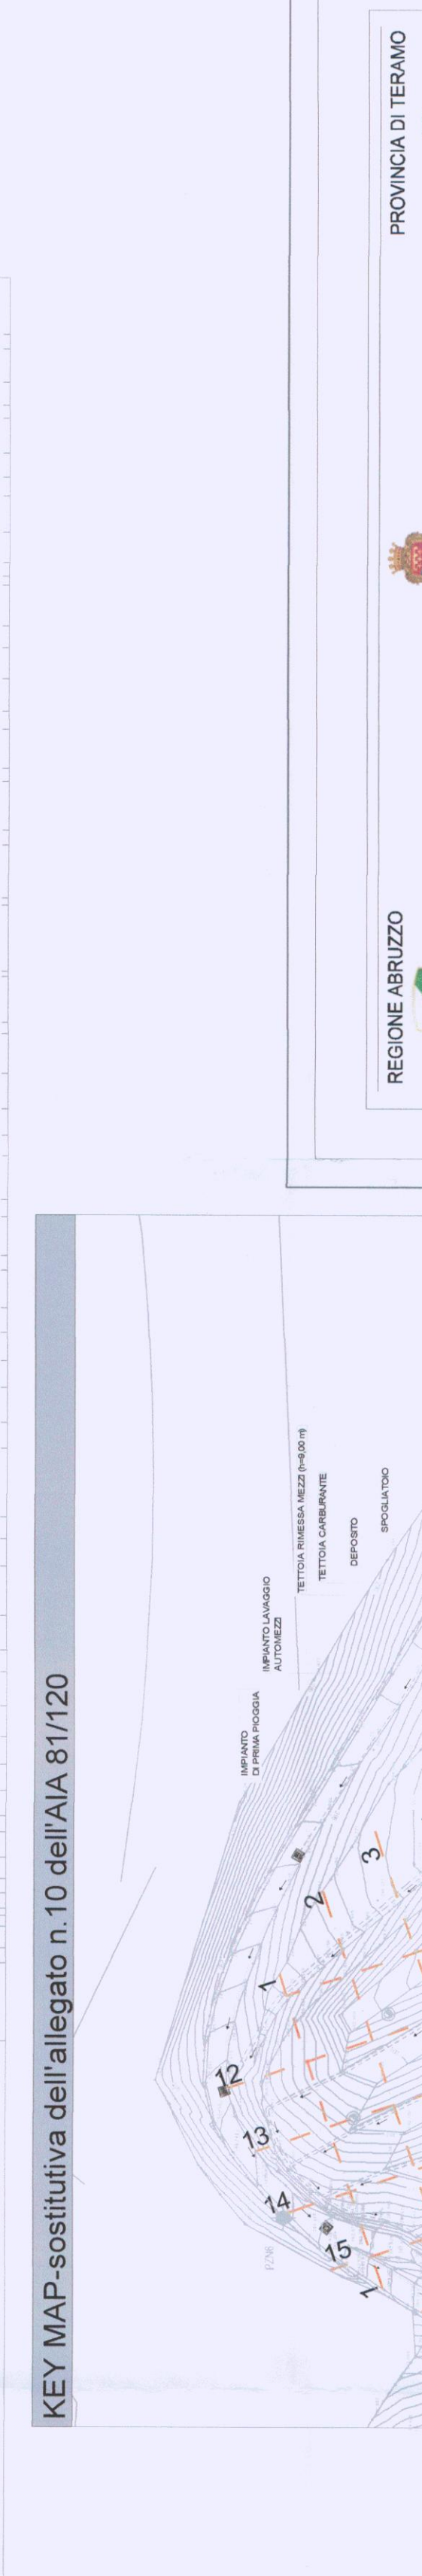 KEY MAP-sostitutiva dell'allegato n.10 dell'AIA 81/120
IMPIANTO
DI PRIMA PIOGGIA
IMPIANTO LAVAGGIO
AUTOMEZZI
TETTOIA RIMESSA MEZZI (h=9,00 m)
TETTOIA CARBURANTE
DEPOSITO
SPOGLIATOIO
1
2
3
12
13
14
15
1
PZN8
REGIONE ABRUZZO
PROVINCIA DI TERAMO